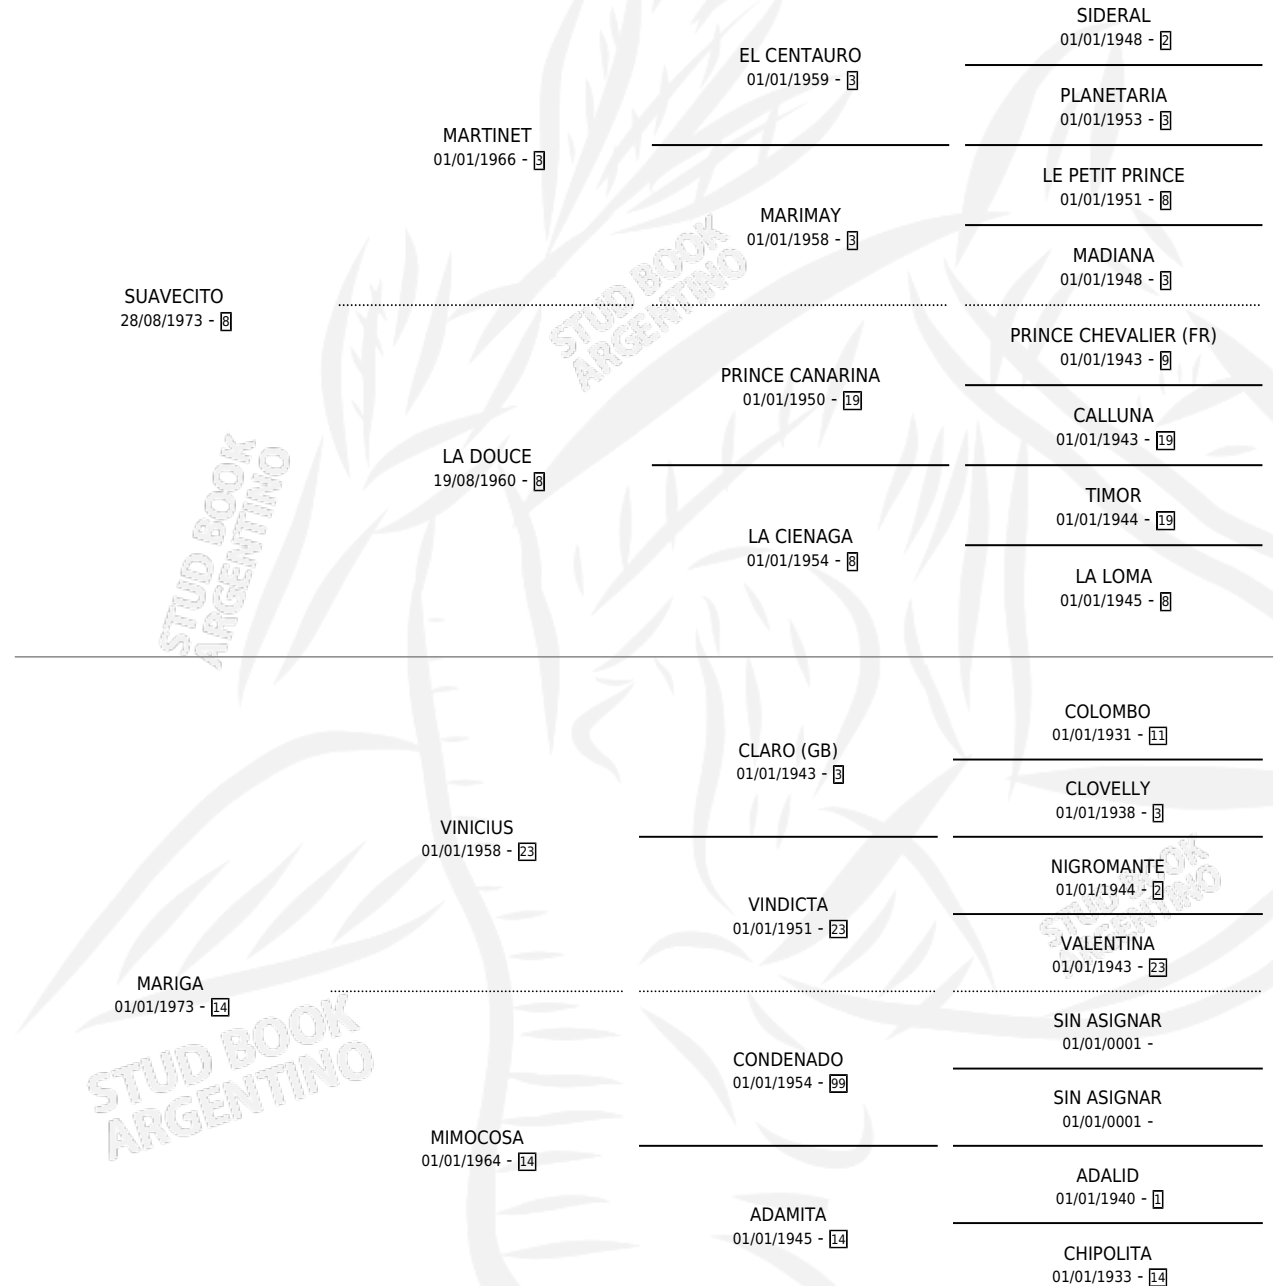 SIDERAL
01/01/1948 - 2
EL CENTAURO
01/01/1959 - 3
PLANETARIA
01/01/1953 - 3
MARTINET
01/01/1966 - 3
LE PETIT PRINCE
01/01/1951 - 8
MARIMAY
01/01/1958 - 3
MADIANA
01/01/1948 - 3
SUAVECITO
28/08/1973 - 8
PRINCE CHEVALIER (FR)
01/01/1943 - 9
PRINCE CANARINA
01/01/1950 - 19
CALLUNA
01/01/1943 - 19
LA DOUCE
19/08/1960 - 8
TIMOR
01/01/1944 - 19
LA CIENAGA
01/01/1954 - 8
LA LOMA
01/01/1945 - 8
COLOMBO
01/01/1931 - 11
CLARO (GB)
01/01/1943 - 3
CLOVELLY
01/01/1938 - 3
VINICIUS
01/01/1958 - 23
NIGROMANTE
01/01/1944 - 2
VINDICTA
01/01/1951 - 23
VALENTINA
01/01/1943 - 23
MARIGA
01/01/1973 - 14
SIN ASIGNAR
01/01/0001 -
CONDENADO
01/01/1954 - 99
SIN ASIGNAR
01/01/0001 -
MIMOCOSA
01/01/1964 - 14
ADALID
01/01/1940 - 1
ADAMITA
01/01/1945 - 14
CHIPOLITA
01/01/1933 - 14
STUD BOOK
ARGENTINO
STUD BOOK
ARGENTINO
STUD BOOK
ARGENTINO
STUD BOOK
ARGENTINO